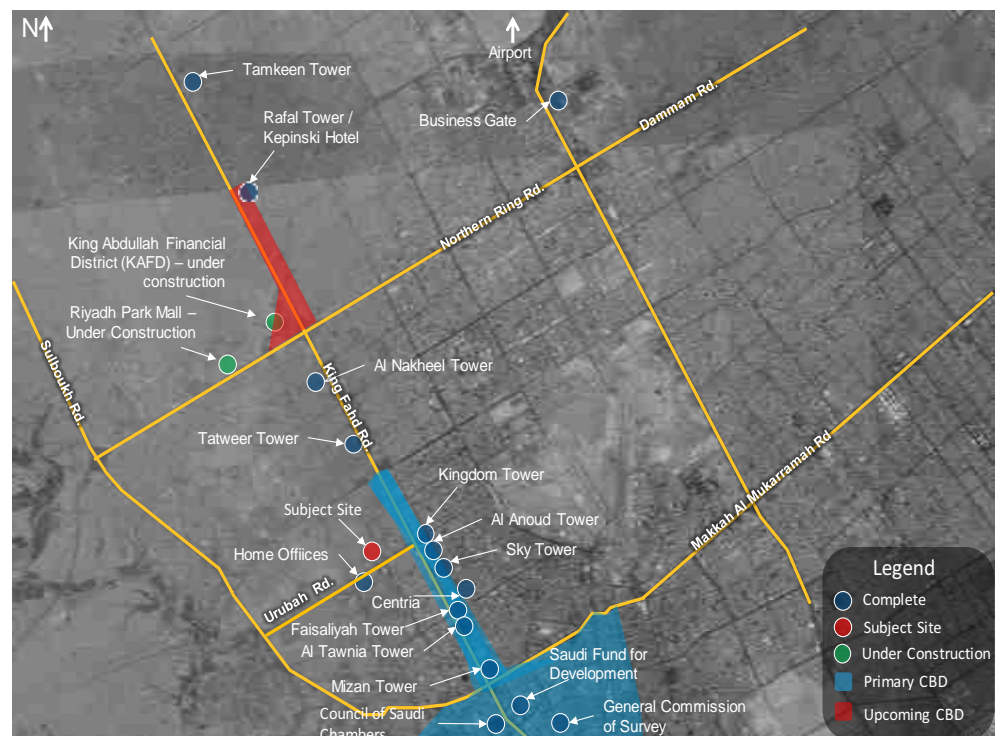 N
Airport
Tamkeen Tower
Business Gate
Dammam Rd.
Rafal Tower /
Kepinski Hotel
Northern Ring Rd.
King Abdullah Financial
District (KAFD) – under
construction
Riyadh Park Mall –
Under Construction
Sulboukh Rd.
King Fahd Rd.
Al Nakheel Tower
Tatweer Tower
Kingdom Tower
Makkah Al Mukarramah Rd
Subject Site
Al Anoud Tower
Sky Tower
Home Offiices
Urubah Rd.
Centria
Faisaliyah Tower
Al Tawnia Tower
Mizan Tower
Saudi Fund for
Development
Council of Saudi
Chambers
General Commission
of Survey
Legend
Complete
Subject Site
Under Construction
Primary CBD
Upcoming CBD